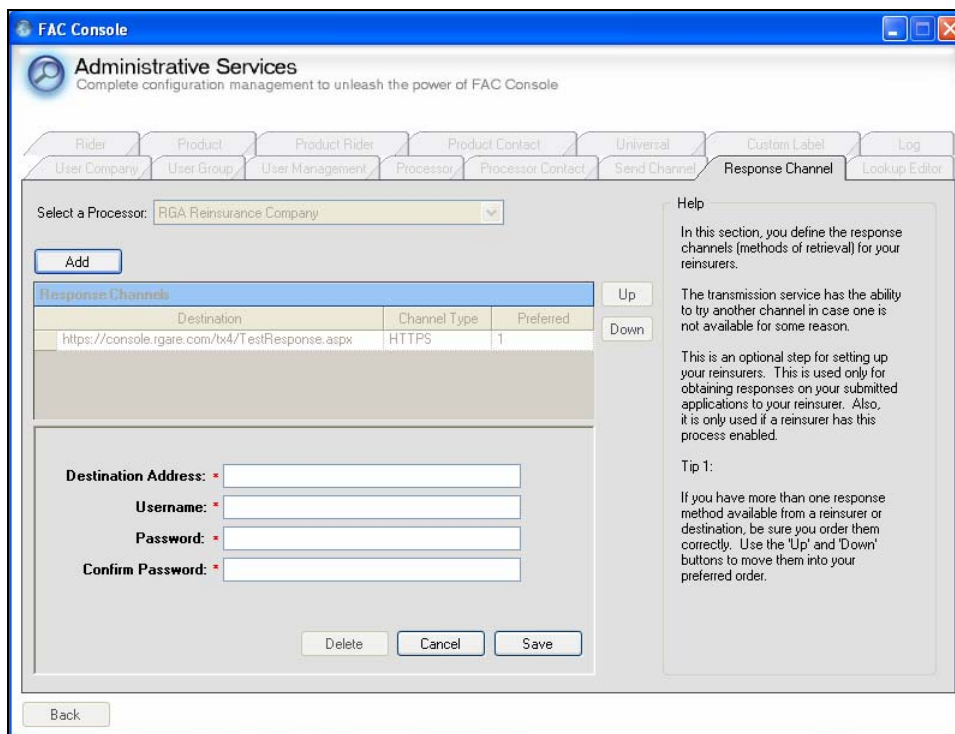 FAC Console
Administrative Services
Complete configuration management to unleash the power of FAC Console
Rider Product Product Rider Product Contact Universal Custom Label Log
User Company User Group User Management Processor Processor Contact Send Channel Response Channel Lookup Editor
Select a Processor: RGA Reinsurance Company
Add
Response Channels
Destination Channel Type Preferred
https://console.rgare.com/tx4/TestResponse.aspx HTTPS 1
Up
Down
Destination Address: *
Username: *
Password: *
Confirm Password: *
Delete Cancel Save
Help
In this section, you define the response
channels (methods of retrieval) for your
reinsurers.
The transmission service has the ability
to try another channel in case one is
not available for some reason.
This is an optional step for setting up
your reinsurers. This is used only for
obtaining responses on your submitted
applications to your reinsurer. Also,
it is only used if a reinsurer has this
process enabled.
Tip 1:
If you have more than one response
method available from a reinsurer or
destination, be sure you order them
correctly. Use the 'Up' and 'Down'
buttons to move them into your
preferred order.
Back